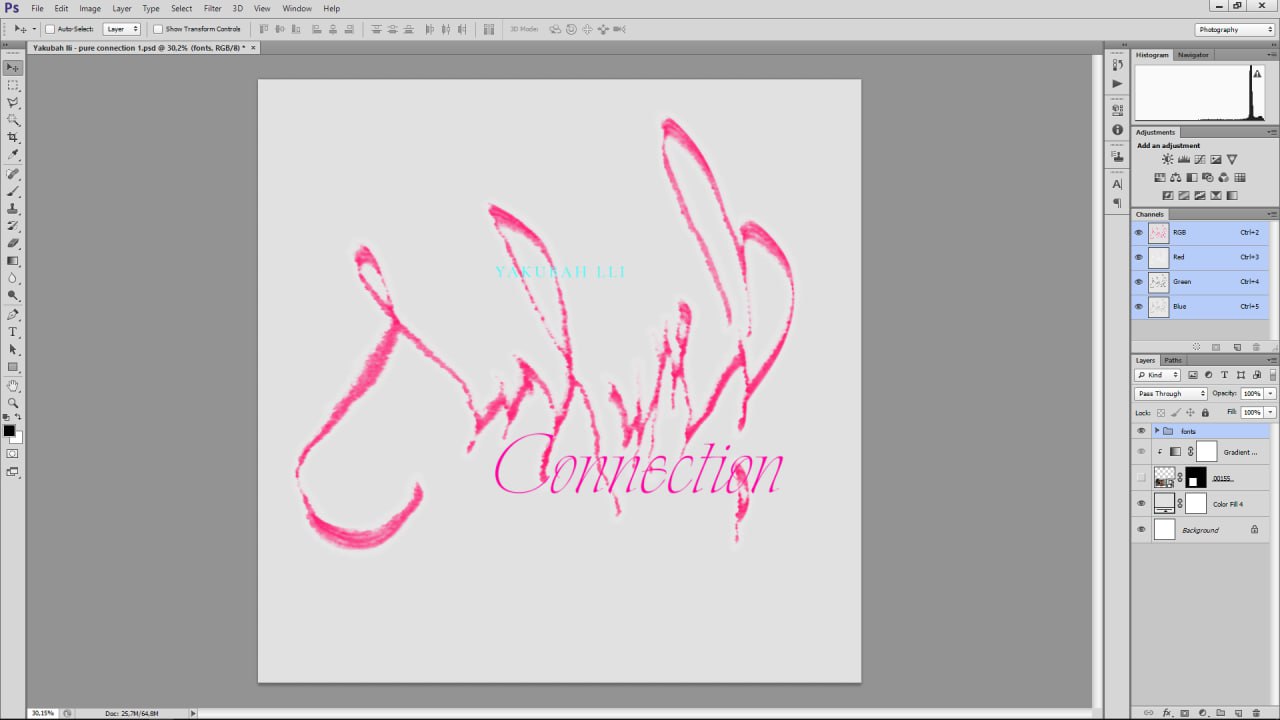 Ps File Edit Image Layer Type Select Filter 3D View Window Help
Auto-Select: Layer Show Transform Controls 3D Mode: Photography
Yakubah lli - pure connection 1.psd @ 30,2% (fonts, RGB/8) * ×
Histogram Navigator
Adjustments
Add an adjustment
Channels
RGB Ctrl+2
Red Ctrl+3
Green Ctrl+4
Blue Ctrl+5
Layers Paths
Kind
Pass Through Opacity: 100%
Lock: Fill: 100%
fonts
Gradient ...
00155...
Color Fill 4
Background
YAKUBAH LLI
Connection
30,15% Doc: 25,7M/64,8M